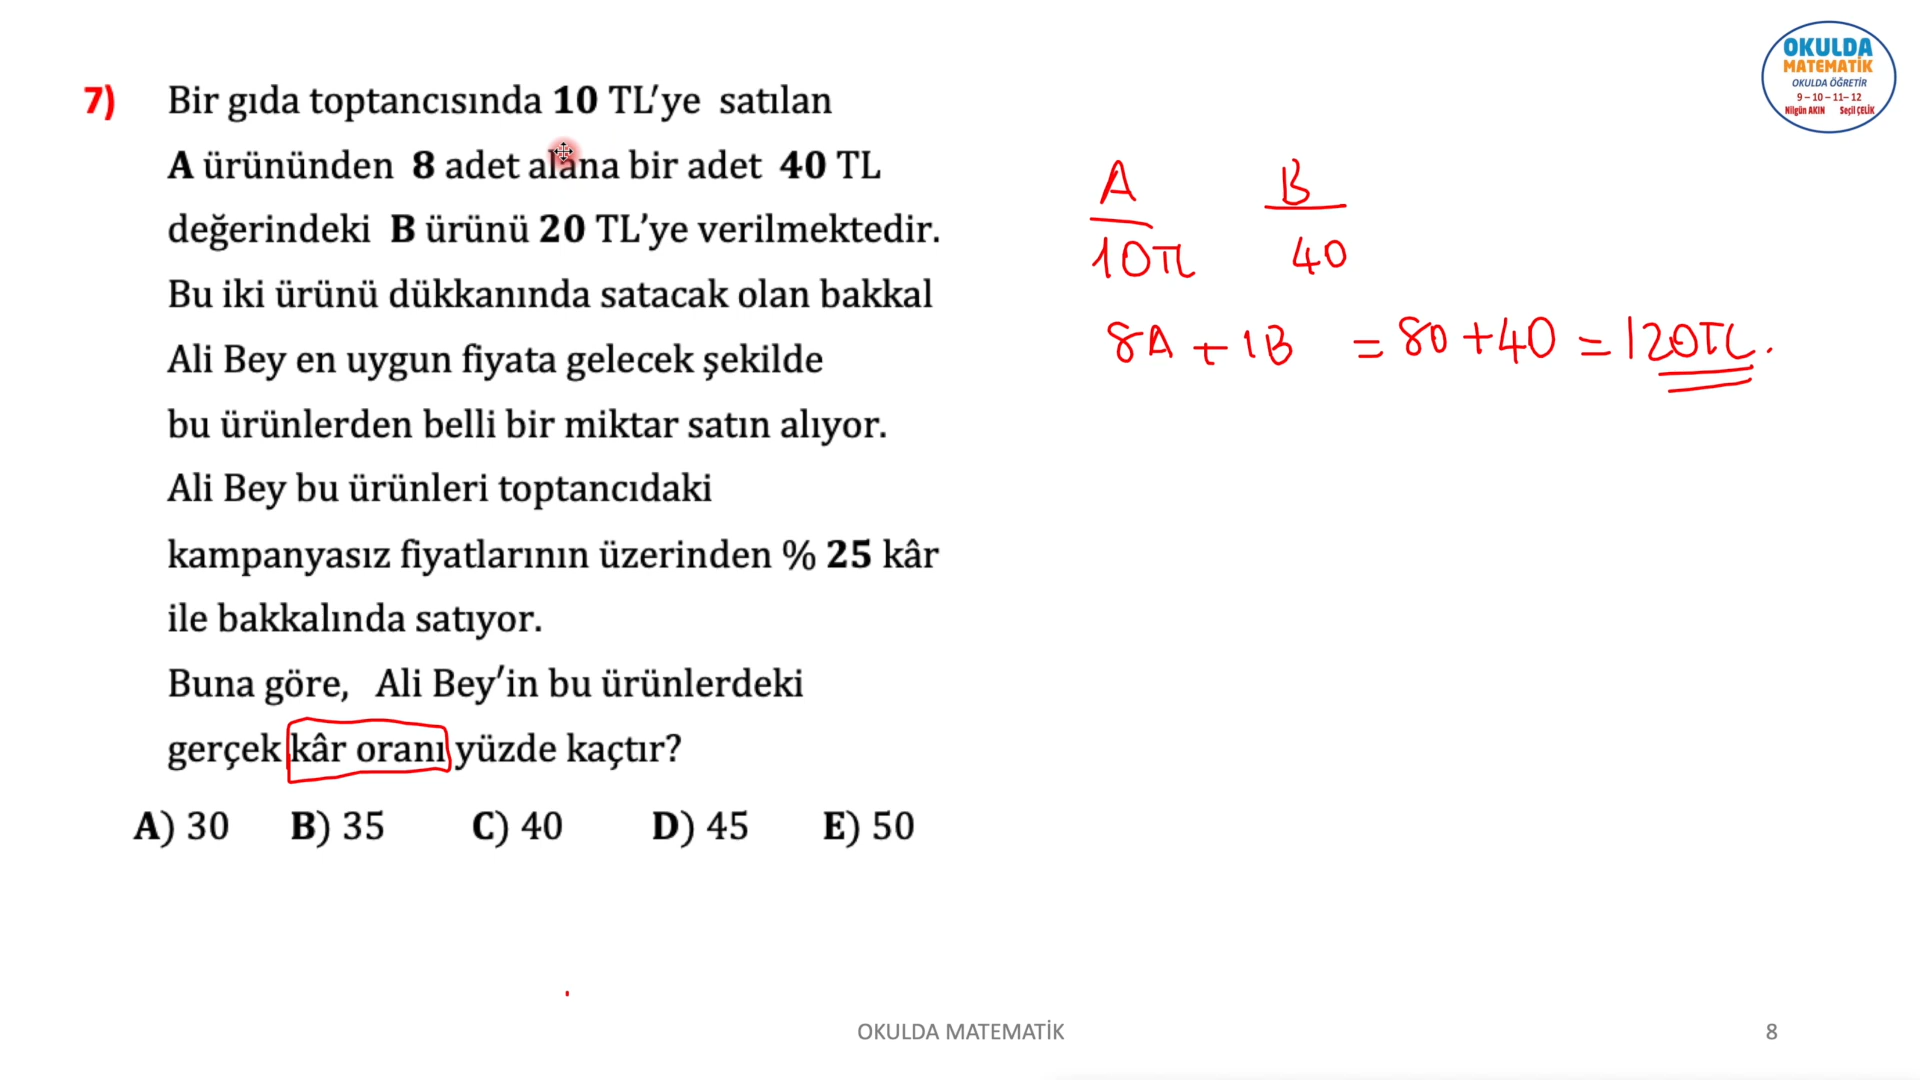 OKULDA
MATEMATİK
OKULDA ÖĞRETİR
9 – 10 – 11– 12
Nilgün AKIN Seçil ÇELİK
7) Bir gıda toptancısında 10 TL'ye satılan
A ürününden 8 adet alana bir adet 40 TL
değerindeki B ürünü 20 TL'ye verilmektedir.
Bu iki ürünü dükkanında satacak olan bakkal
Ali Bey en uygun fiyata gelecek şekilde
bu ürünlerden belli bir miktar satın alıyor.
Ali Bey bu ürünleri toptancıdaki
kampanyasız fiyatlarının üzerinden % 25 kâr
ile bakkalında satıyor.
Buna göre, Ali Bey'in bu ürünlerdeki
gerçek kâr oranı yüzde kaçtır?
A) 30 B) 35 C) 40 D) 45 E) 50
A B
10TL 40
8A + 1B = 80 + 40 = 120TL.
OKULDA MATEMATİK
8